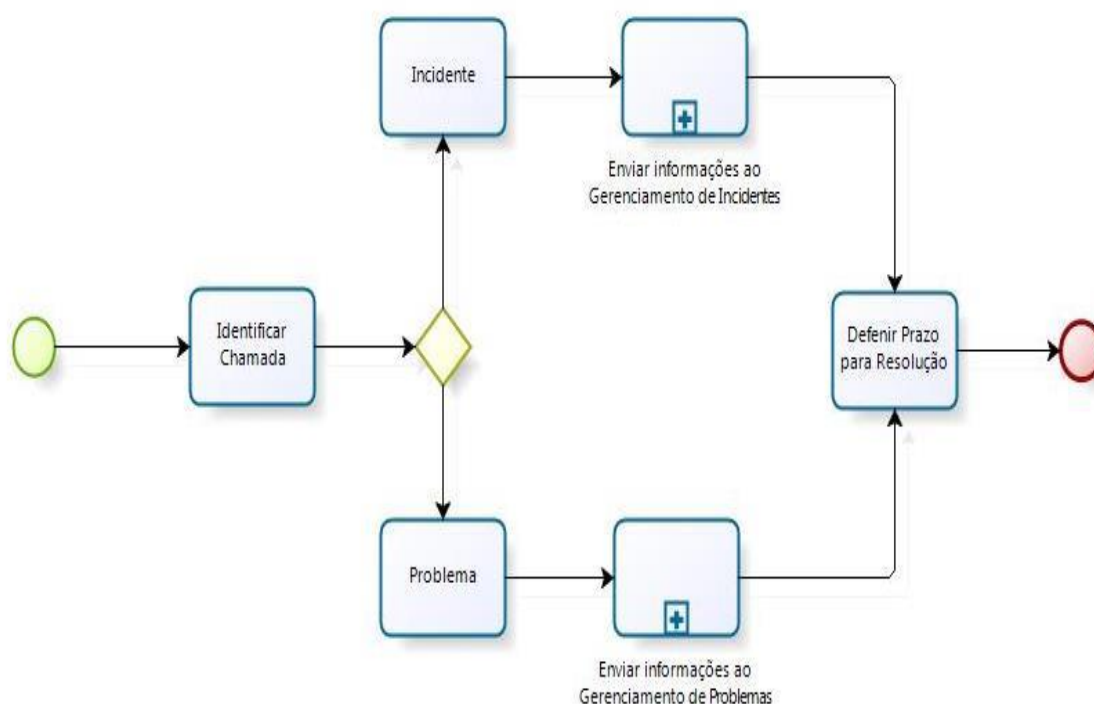 Incidente
Enviar informações ao
Gerenciamento de Incidentes
Identificar
Chamada
Defenir Prazo
para Resolução
Problema
Enviar informações ao
Gerenciamento de Problemas